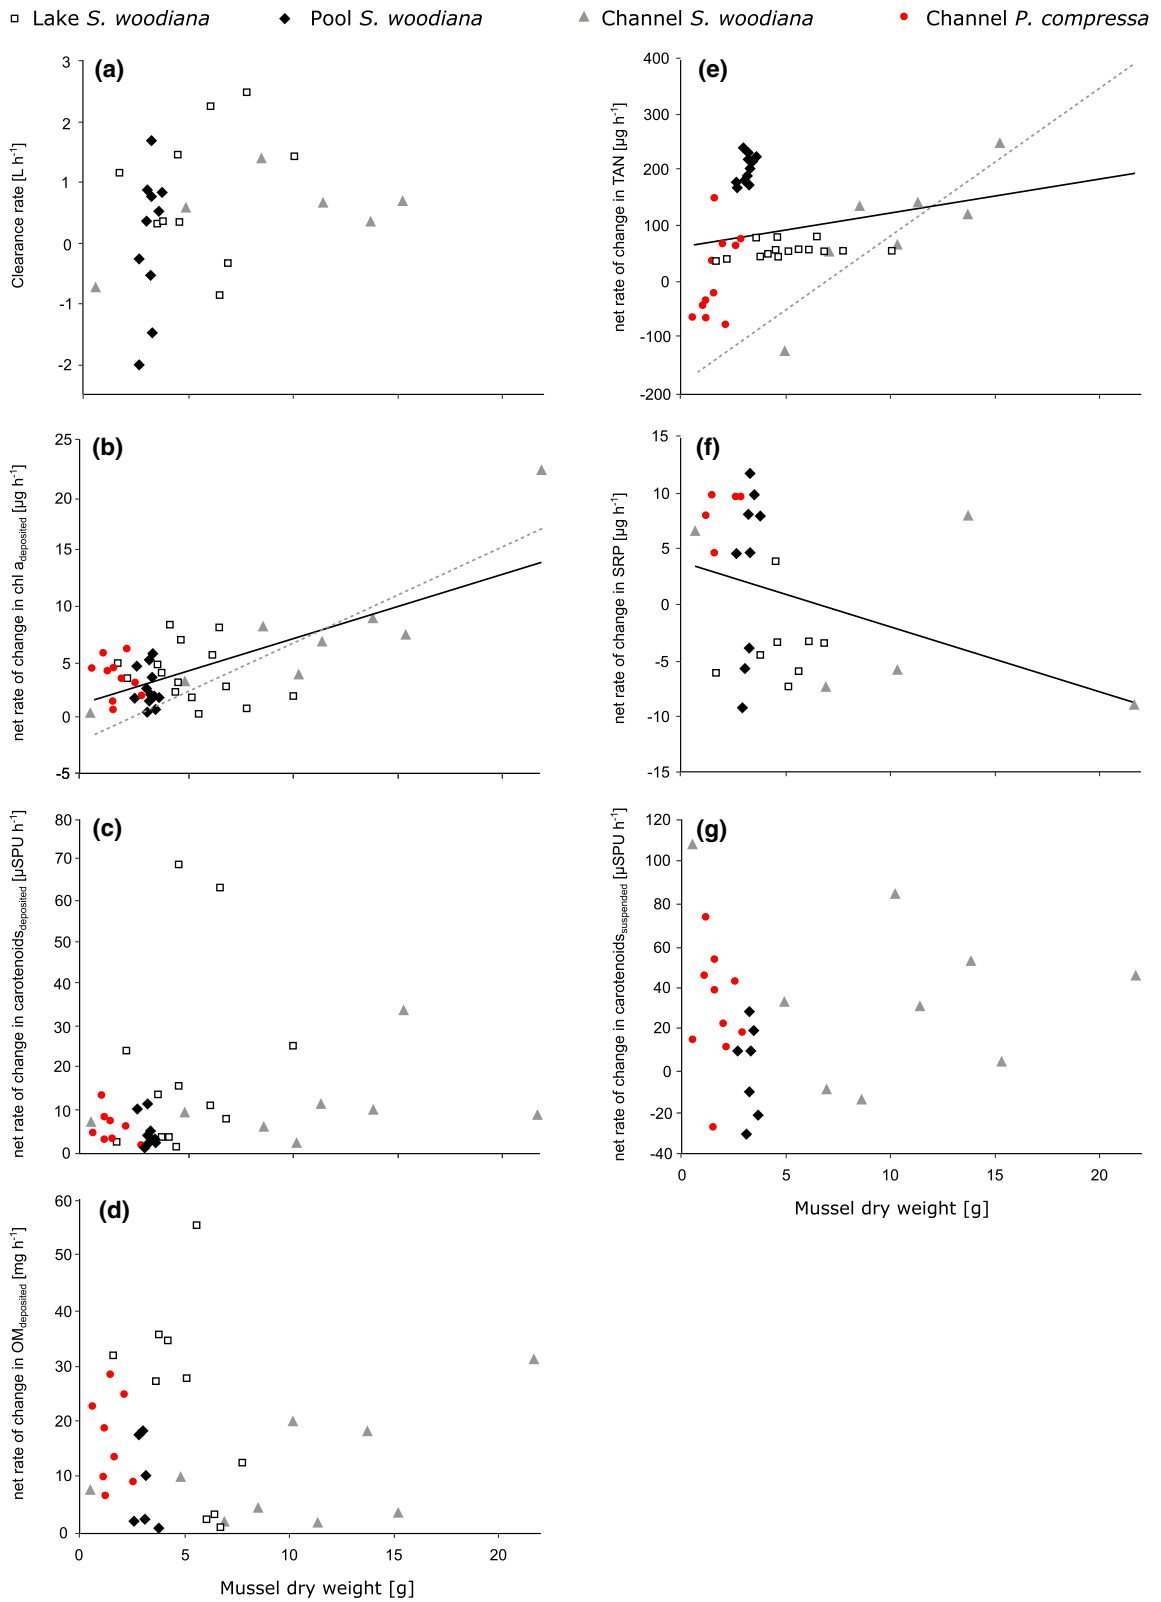 Lake S. woodiana Pool S. woodiana Channel S. woodiana Channel P. compressa
(a)
Clearance rate [L h-1]
3
2
1
0
-1
-2
(e)
net rate of change in TAN [µg h-1]
400
300
200
100
0
-100
-200
(b)
net rate of change in chl adeposited [µg h-1]
25
20
15
10
5
0
-5
(f)
net rate of change in SRP [µg h-1]
15
10
5
0
-5
-10
-15
(c)
net rate of change in carotenoidsdeposited [µSPU h-1]
80
70
60
50
40
30
20
10
0
(g)
net rate of change in carotenoidssuspended [µSPU h-1]
120
100
80
60
40
20
0
-20
-40
0 5 10 15 20
Mussel dry weight [g]
(d)
net rate of change in OMdeposited [mg h-1]
60
50
40
30
20
10
0
0 5 10 15 20
Mussel dry weight [g]